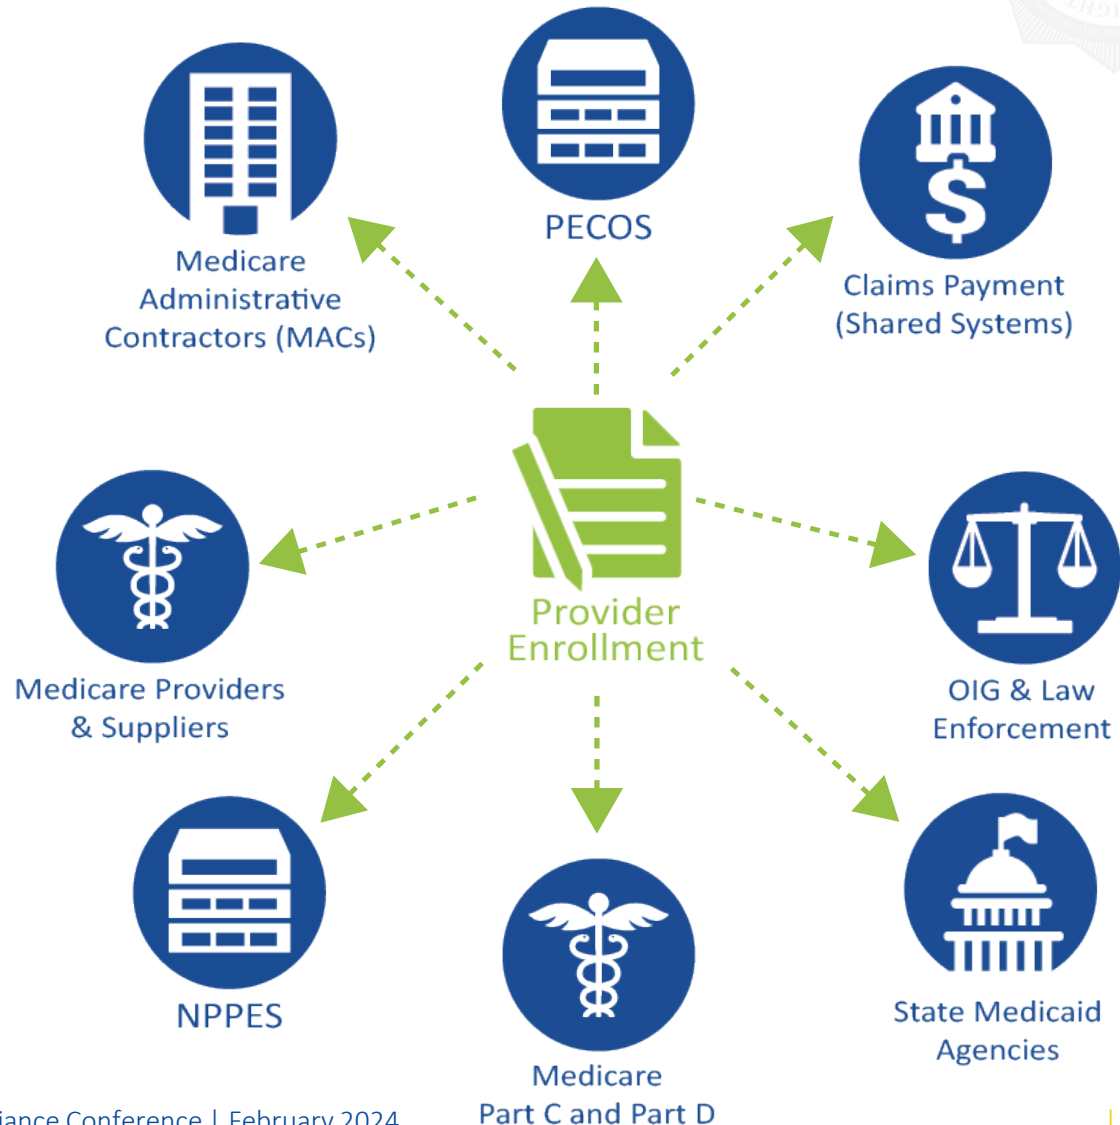 PECOS
Medicare
Administrative
Contractors (MACs)
Claims Payment
(Shared Systems)
Provider
Enrollment
Medicare Providers
& Suppliers
OIG & Law
Enforcement
NPPES
State Medicaid
Agencies
Medicare
Part C and Part D
Conference | February 2024